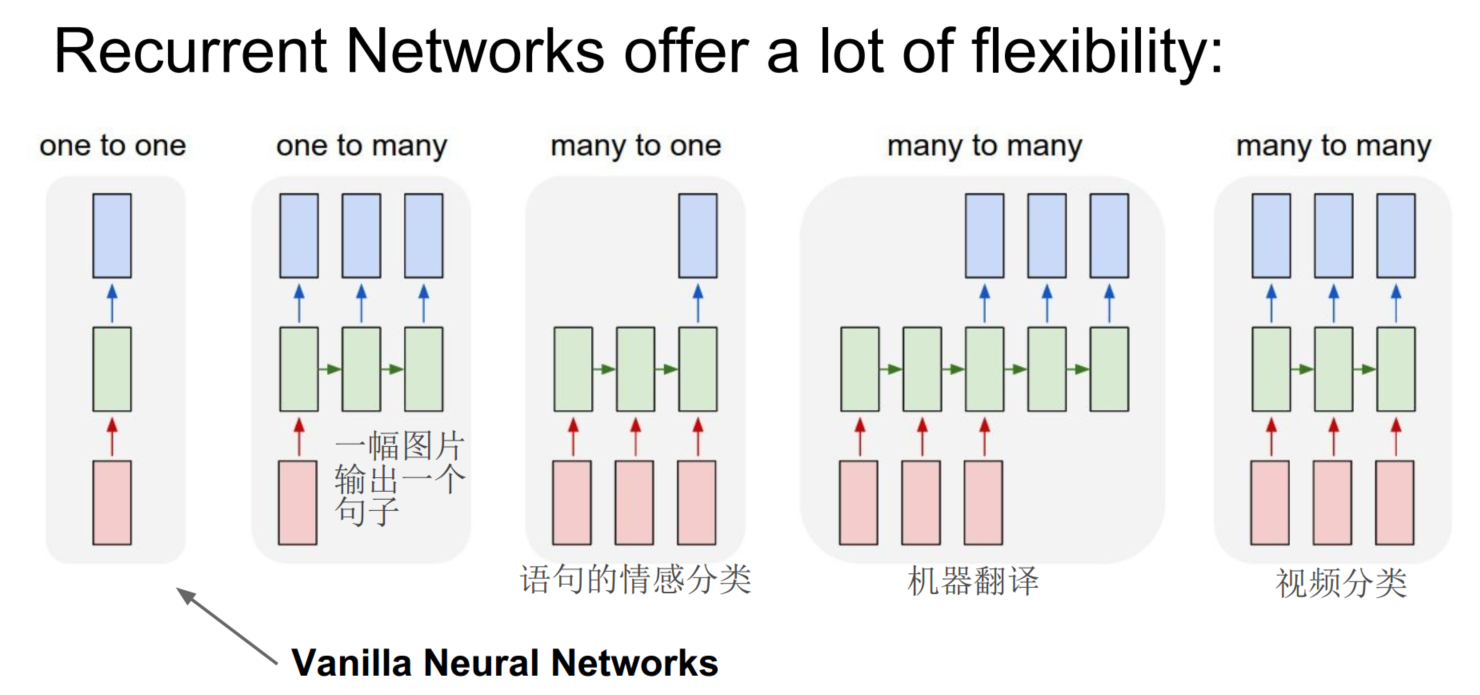 Recurrent Networks offer a lot of flexibility:
one to one
one to many
many to one
many to many
many to many
一幅图片
输出一个
句子
语句的情感分类
机器翻译
视频分类
Vanilla Neural Networks